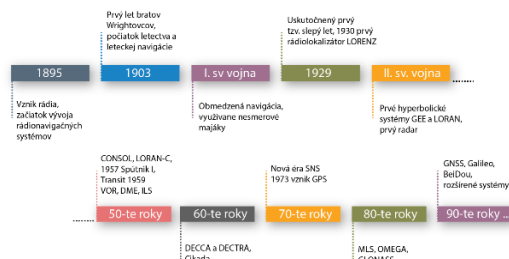 Prvý let bratov
Wrightovcov,
počiatok letectva a
leteckej navigácie
Uskutočnený prvý
tzv. slepý let, 1930 prvý
rádiolokalizátor LORENZ
1895
1903
I. sv vojna
1929
II. sv. vojna
Vznik rádia,
začiatok vývoja
rádionavigačných
systémov
Obmedzená navigácia,
využívane nesmerové
majáky
Prvé hyperbolické
systémy GEE a LORAN,
prvý radar
CONSOL, LORAN-C,
1957 Spútnik I,
Transit 1959
VOR, DME, ILS
Nová éra SNS
1973 vznik GPS
GNSS, Galileo,
BeiDou,
rozšírené systémy
50-te roky
60-te roky
70-te roky
80-te roky
90-te roky ...
DECCA a DECTRA,
Cikada
MLS, OMEGA,
GLONASS